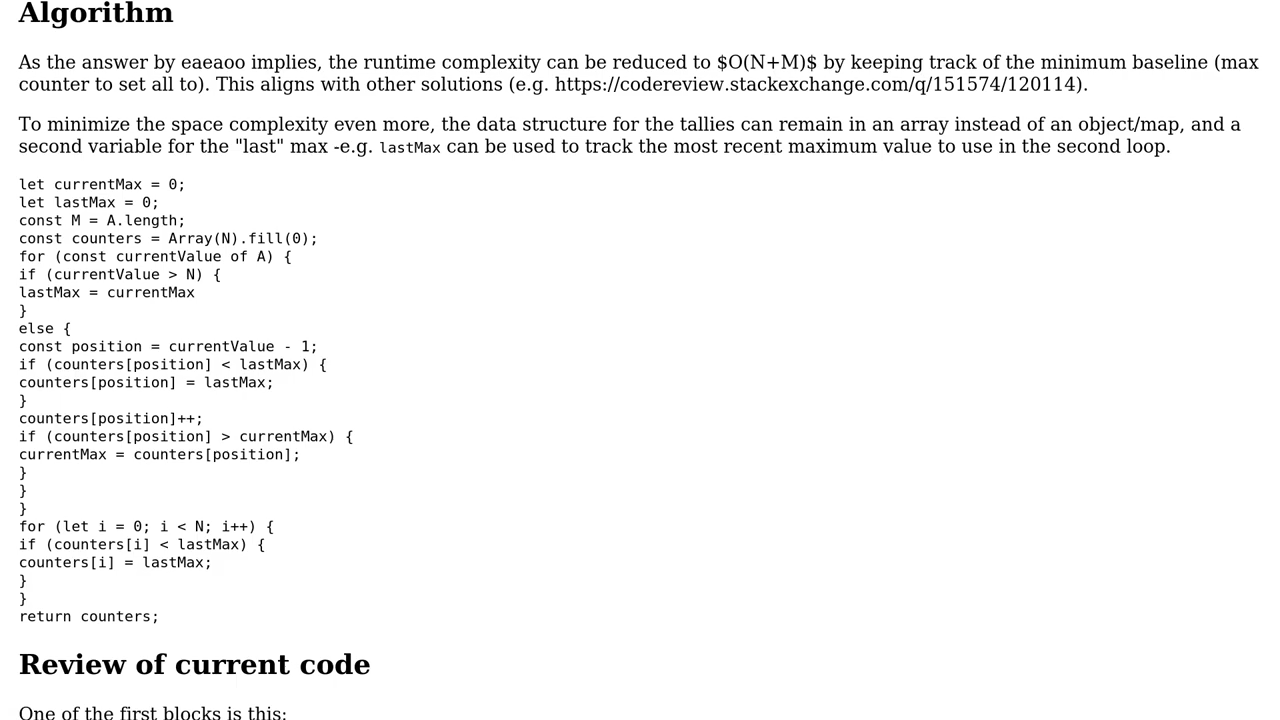 Algorithm
As the answer by eaeaoo implies, the runtime complexity can be reduced to $O(N+M)$ by keeping track of the minimum baseline (max
counter to set all to). This aligns with other solutions (e.g. https://codereview.stackexchange.com/q/151574/120114).
To minimize the space complexity even more, the data structure for the tallies can remain in an array instead of an object/map, and a
second variable for the "last" max -e.g. lastMax can be used to track the most recent maximum value to use in the second loop.
let currentMax = 0;
let lastMax = 0;
const M = A.length;
const counters = Array(N).fill(0);
for (const currentValue of A) {
if (currentValue > N) {
lastMax = currentMax
}
else {
const position = currentValue - 1;
if (counters[position] < lastMax) {
counters[position] = lastMax;
}
counters[position]++;
if (counters[position] > currentMax) {
currentMax = counters[position];
}
}
}
for (let i = 0; i < N; i++) {
if (counters[i] < lastMax) {
counters[i] = lastMax;
}
}
return counters;
Review of current code
One of the first blocks is this: